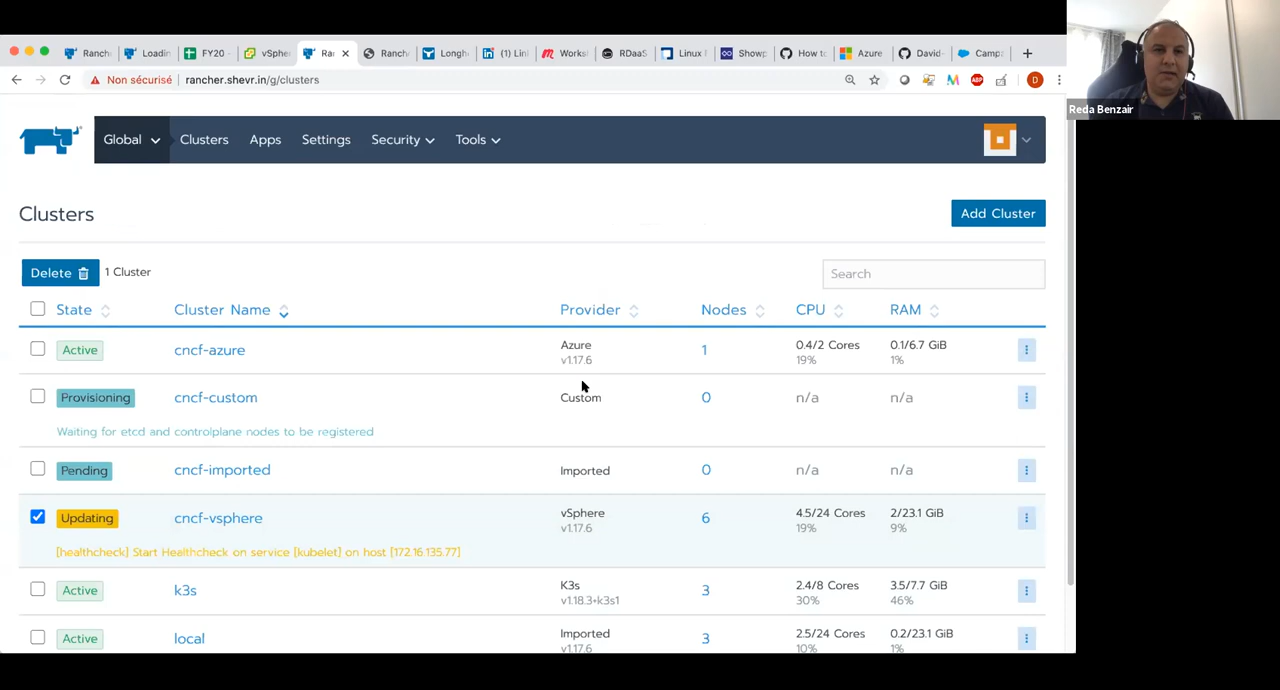 Ranch
Loadin
FY20
vSphe
Ra
Ranch
Longh
Lin
Works
RDaaS
Linux
Show
How to
Azure
David-
Campa
Non sécurisé
rancher.shevr.in/g/clusters
ABP
D
Reda Benzair
Global
Clusters
Apps
Settings
Security
Tools
Clusters
Add Cluster
Delete
1 Cluster
Search
State
Cluster Name
Provider
Nodes
CPU
RAM
Active
cncf-azure
Azure
v1.17.6
1
0.4/2 Cores
19%
0.1/6.7 GiB
1%
Provisioning
cncf-custom
Custom
0
n/a
n/a
Waiting for etcd and controlplane nodes to be registered
Pending
cncf-imported
Imported
0
n/a
n/a
Updating
cncf-vsphere
vSphere
v1.17.6
6
4.5/24 Cores
19%
2/23.1 GiB
9%
[healthcheck] Start Healthcheck on service [kubelet] on host [172.16.135.77]
Active
k3s
K3s
v1.18.3+k3s1
3
2.4/8 Cores
30%
3.5/7.7 GiB
46%
Active
local
Imported
v1.17.6
3
2.5/24 Cores
10%
0.2/23.1 GiB
1%